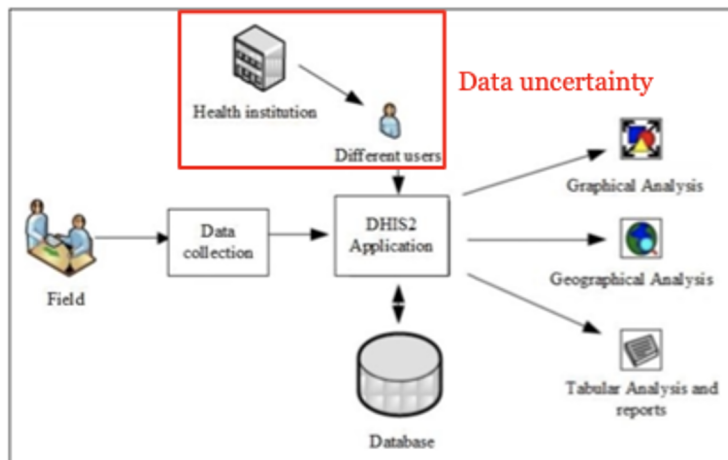 Health institution
Data uncertainty
Different users
Graphical Analysis
Data
collection
DHIS2
Application
Field
Geographical Analysis
Database
Tabular Analysis and
reports